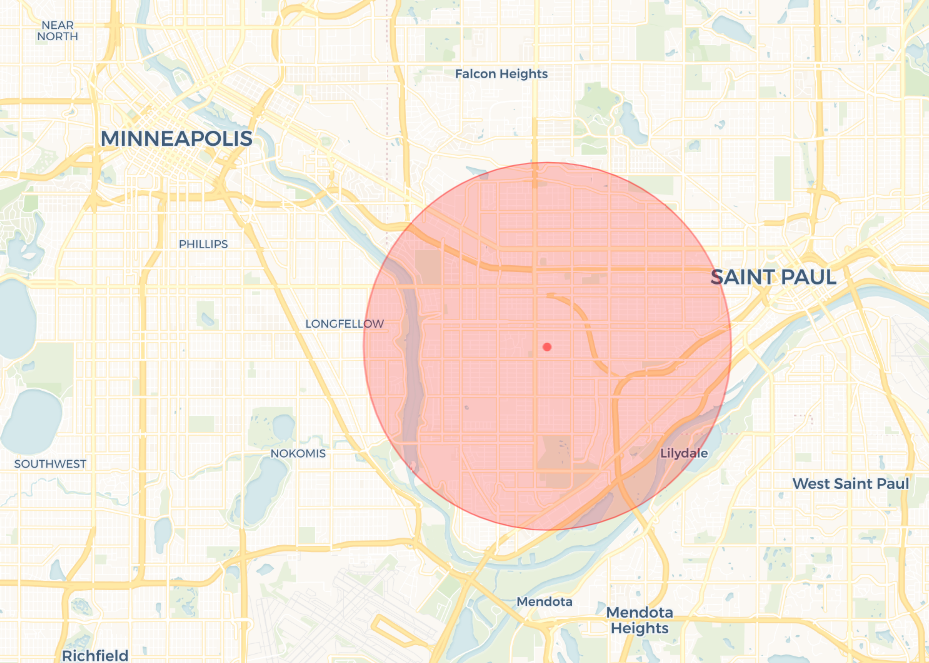 NEAR
NORTH
Falcon Heights
MINNEAPOLIS
PHILLIPS
SAINT PAUL
LONGFELLOW
NOKOMIS
Lilydale
SOUTHWEST
West Saint Paul
Mendota
Mendota
Heights
Richfield